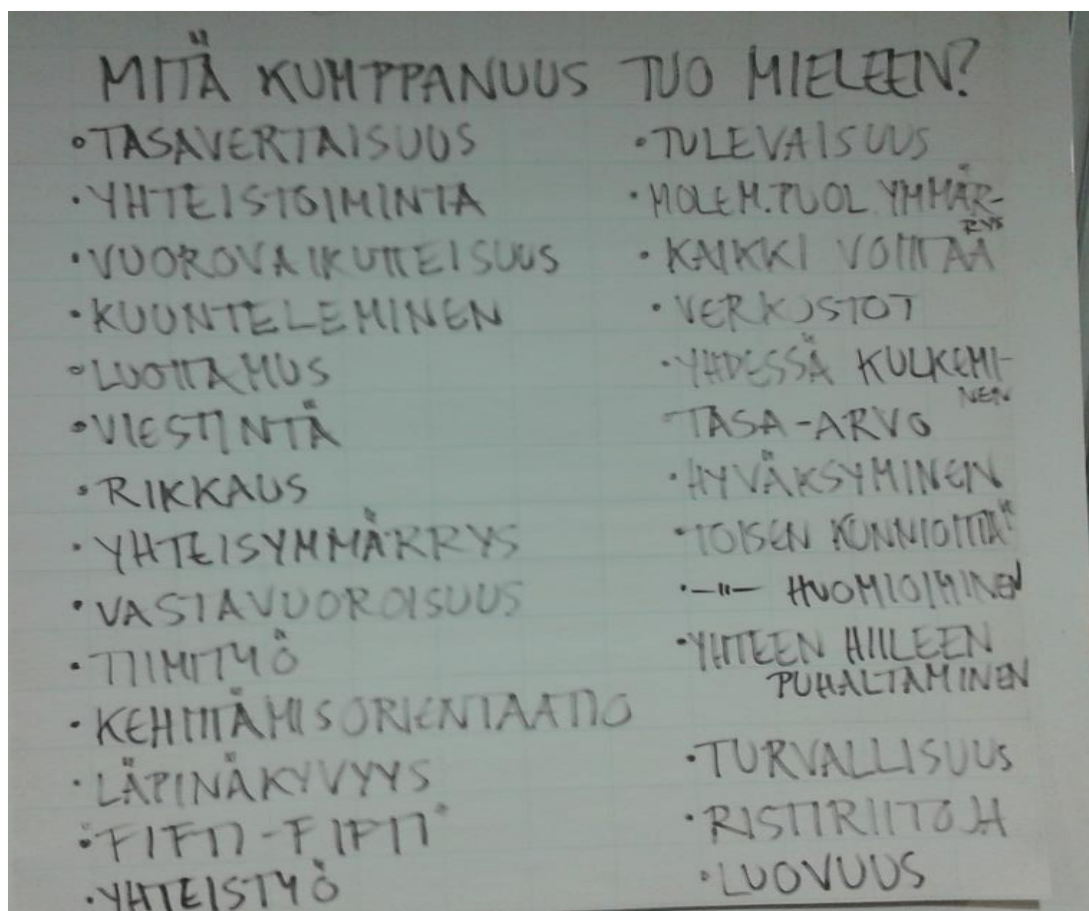 MITÄ KUMPPANUUS TUO MIELEEN?
• TASAVERTAISUUS
• YHTEISTOIMINTA
• VUOROVAIKUTTEISUUS
• KUUNTELEMINEN
• LUOTTAMUS
• VIESTINTÄ
• RIKKAUS
• YHTEISYMMÄRRYS
• VASTAVUOROISUUS
• TIIMITYÖ
• KEHITTÄMISORIENTAATIO
• LÄPINÄKYVYYS
• "FIFTI-FIFTI"
• YHTEISTYÖ
• TULEVAISUUS
• MOLEM.PUOL. YMMÄR-
RYS
• KAIKKI VOITTAA
• VERKOSTOT
• YHDESSÄ KULKEMI-
NEN
TASA-ARVO
• HYVÄKSYMINEN
• TOISEN KUNNIOITTA
• —"— HUOMIOIMINEN
• YHTEEN HIILEEN
PUHALTAMINEN
• TURVALLISUUS
• RISTIRIITOJA
• LUOVUUS